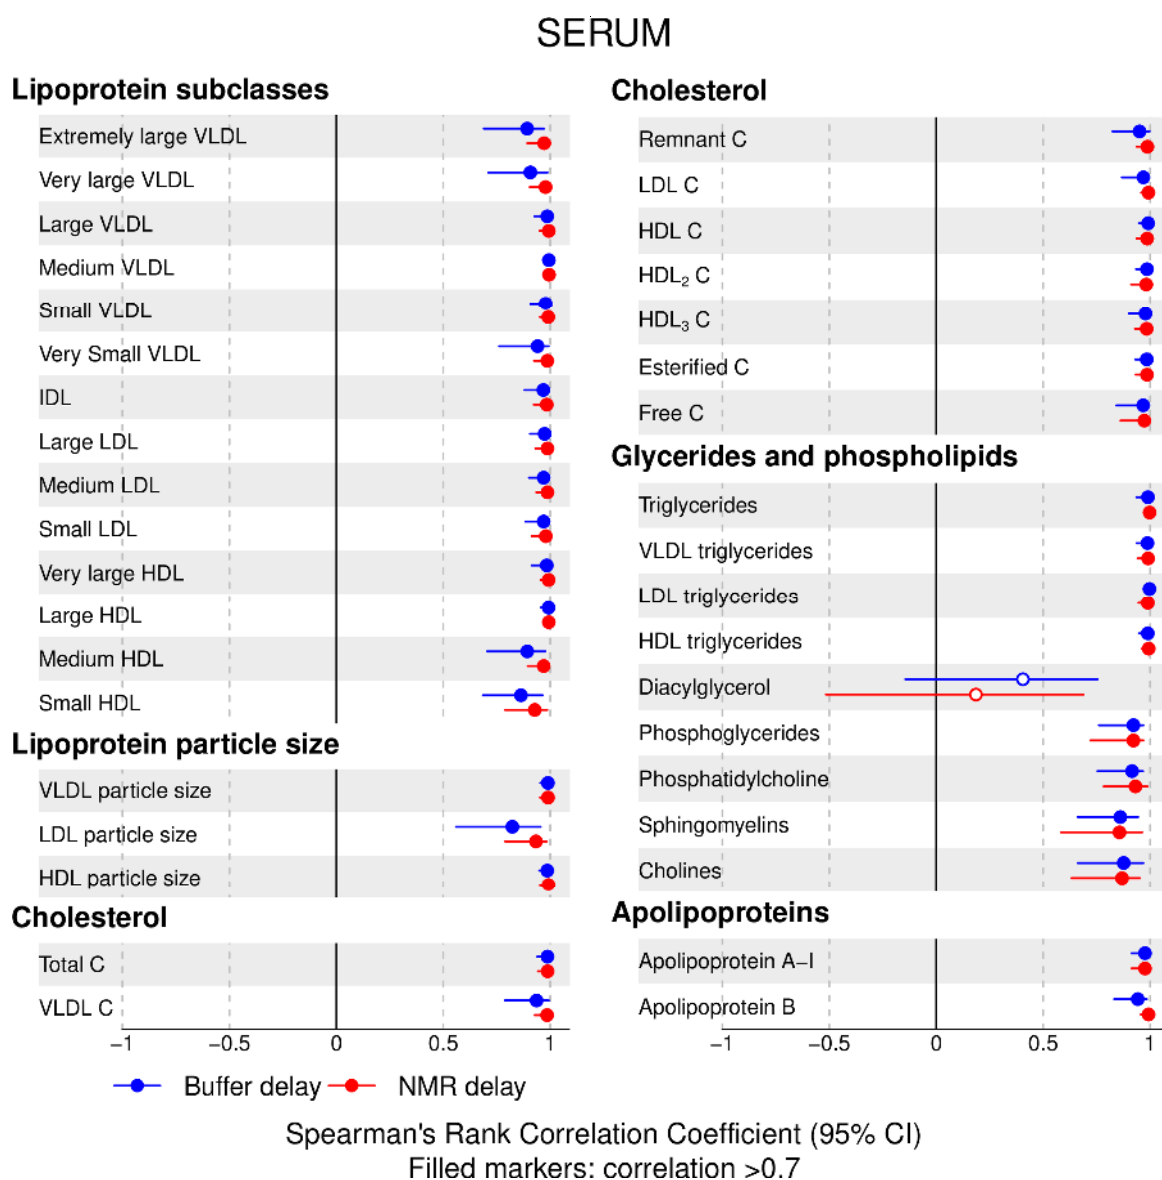 SERUM
Lipoprotein subclasses
Extremely large VLDL
Very large VLDL
Large VLDL
Medium VLDL
Small VLDL
Very Small VLDL
IDL
Large LDL
Medium LDL
Small LDL
Very large HDL
Large HDL
Medium HDL
Small HDL
Lipoprotein particle size
VLDL particle size
LDL particle size
HDL particle size
Cholesterol
Total C
VLDL C
−1 −0.5 0 0.5 1
Cholesterol
Remnant C
LDL C
HDL C
HDL₂ C
HDL₃ C
Esterified C
Free C
Glycerides and phospholipids
Triglycerides
VLDL triglycerides
LDL triglycerides
HDL triglycerides
Diacylglycerol
Phosphoglycerides
Phosphatidylcholine
Sphingomyelins
Cholines
Apolipoproteins
Apolipoprotein A−I
Apolipoprotein B
−1 −0.5 0 0.5 1
Buffer delay NMR delay
Spearman's Rank Correlation Coefficient (95% CI)
Filled markers: correlation >0.7